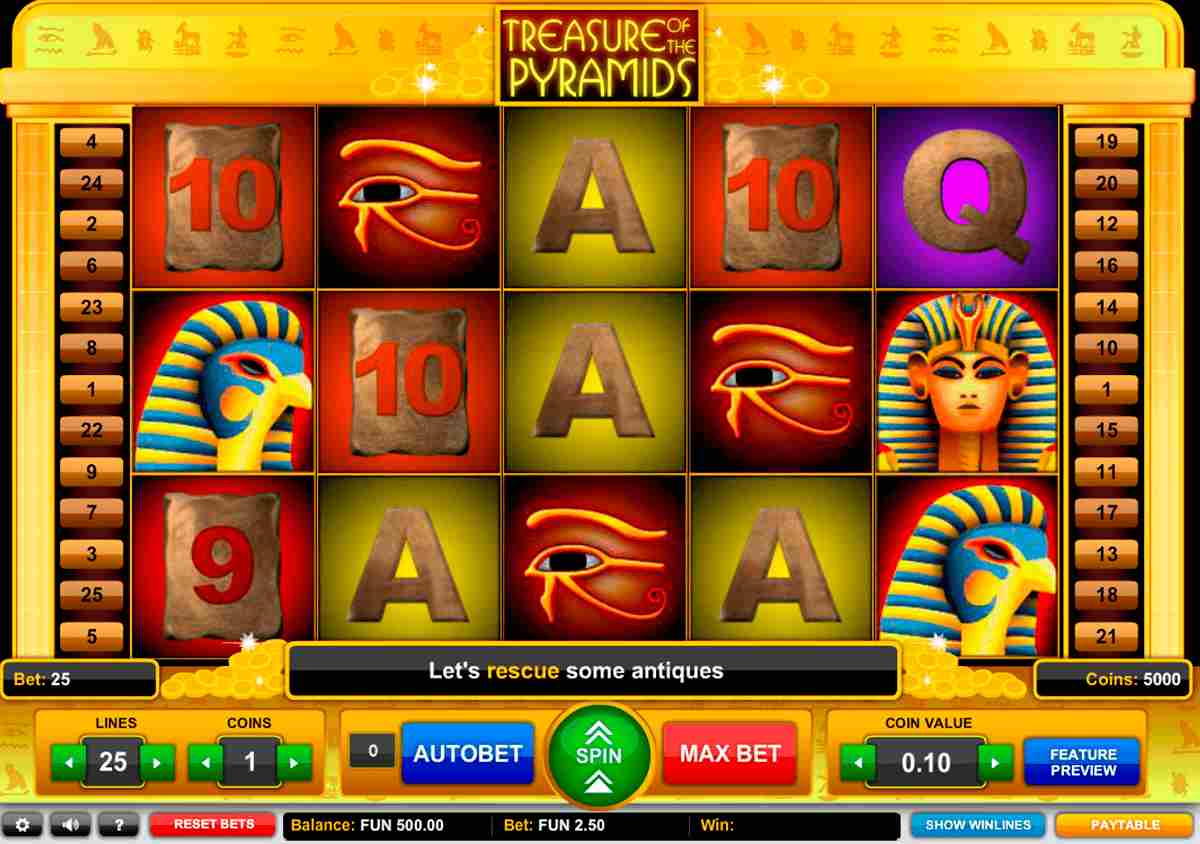 TREASURE OF THE
PYRAMIDS
4
24
2
6
23
8
1
22
9
7
3
25
5
10
A
10
Q
10
A
9
A
A
19
20
12
16
14
10
1
15
11
17
13
18
21
Bet: 25
Let's rescue some antiques
Coins: 5000
LINES
25
COINS
1
0
AUTOBET
SPIN
MAX BET
COIN VALUE
0.10
FEATURE
PREVIEW
?
RESET BETS
Balance: FUN 500.00
Bet: FUN 2.50
Win:
SHOW WINLINES
PAYTABLE